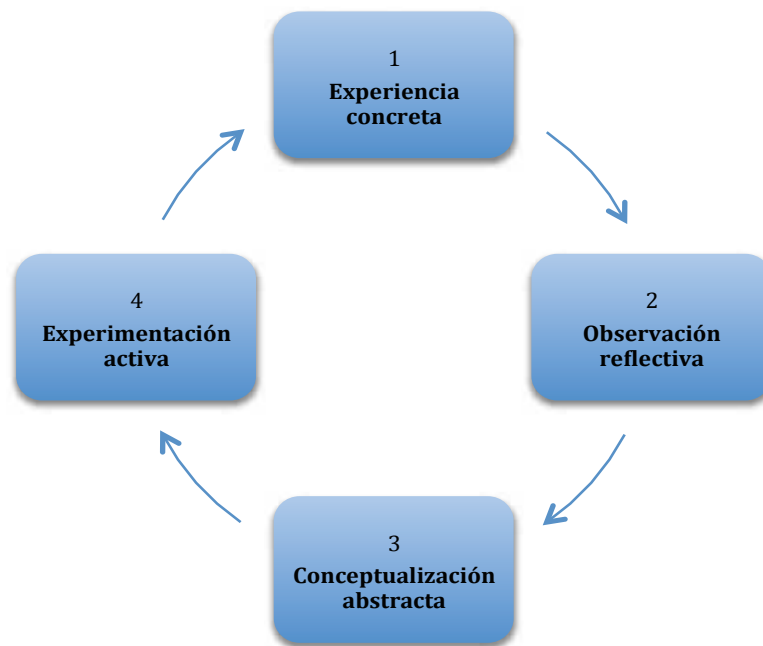 1
Experiencia
concreta
2
Observación
reflectiva
3
Conceptualización
abstracta
4
Experimentación
activa